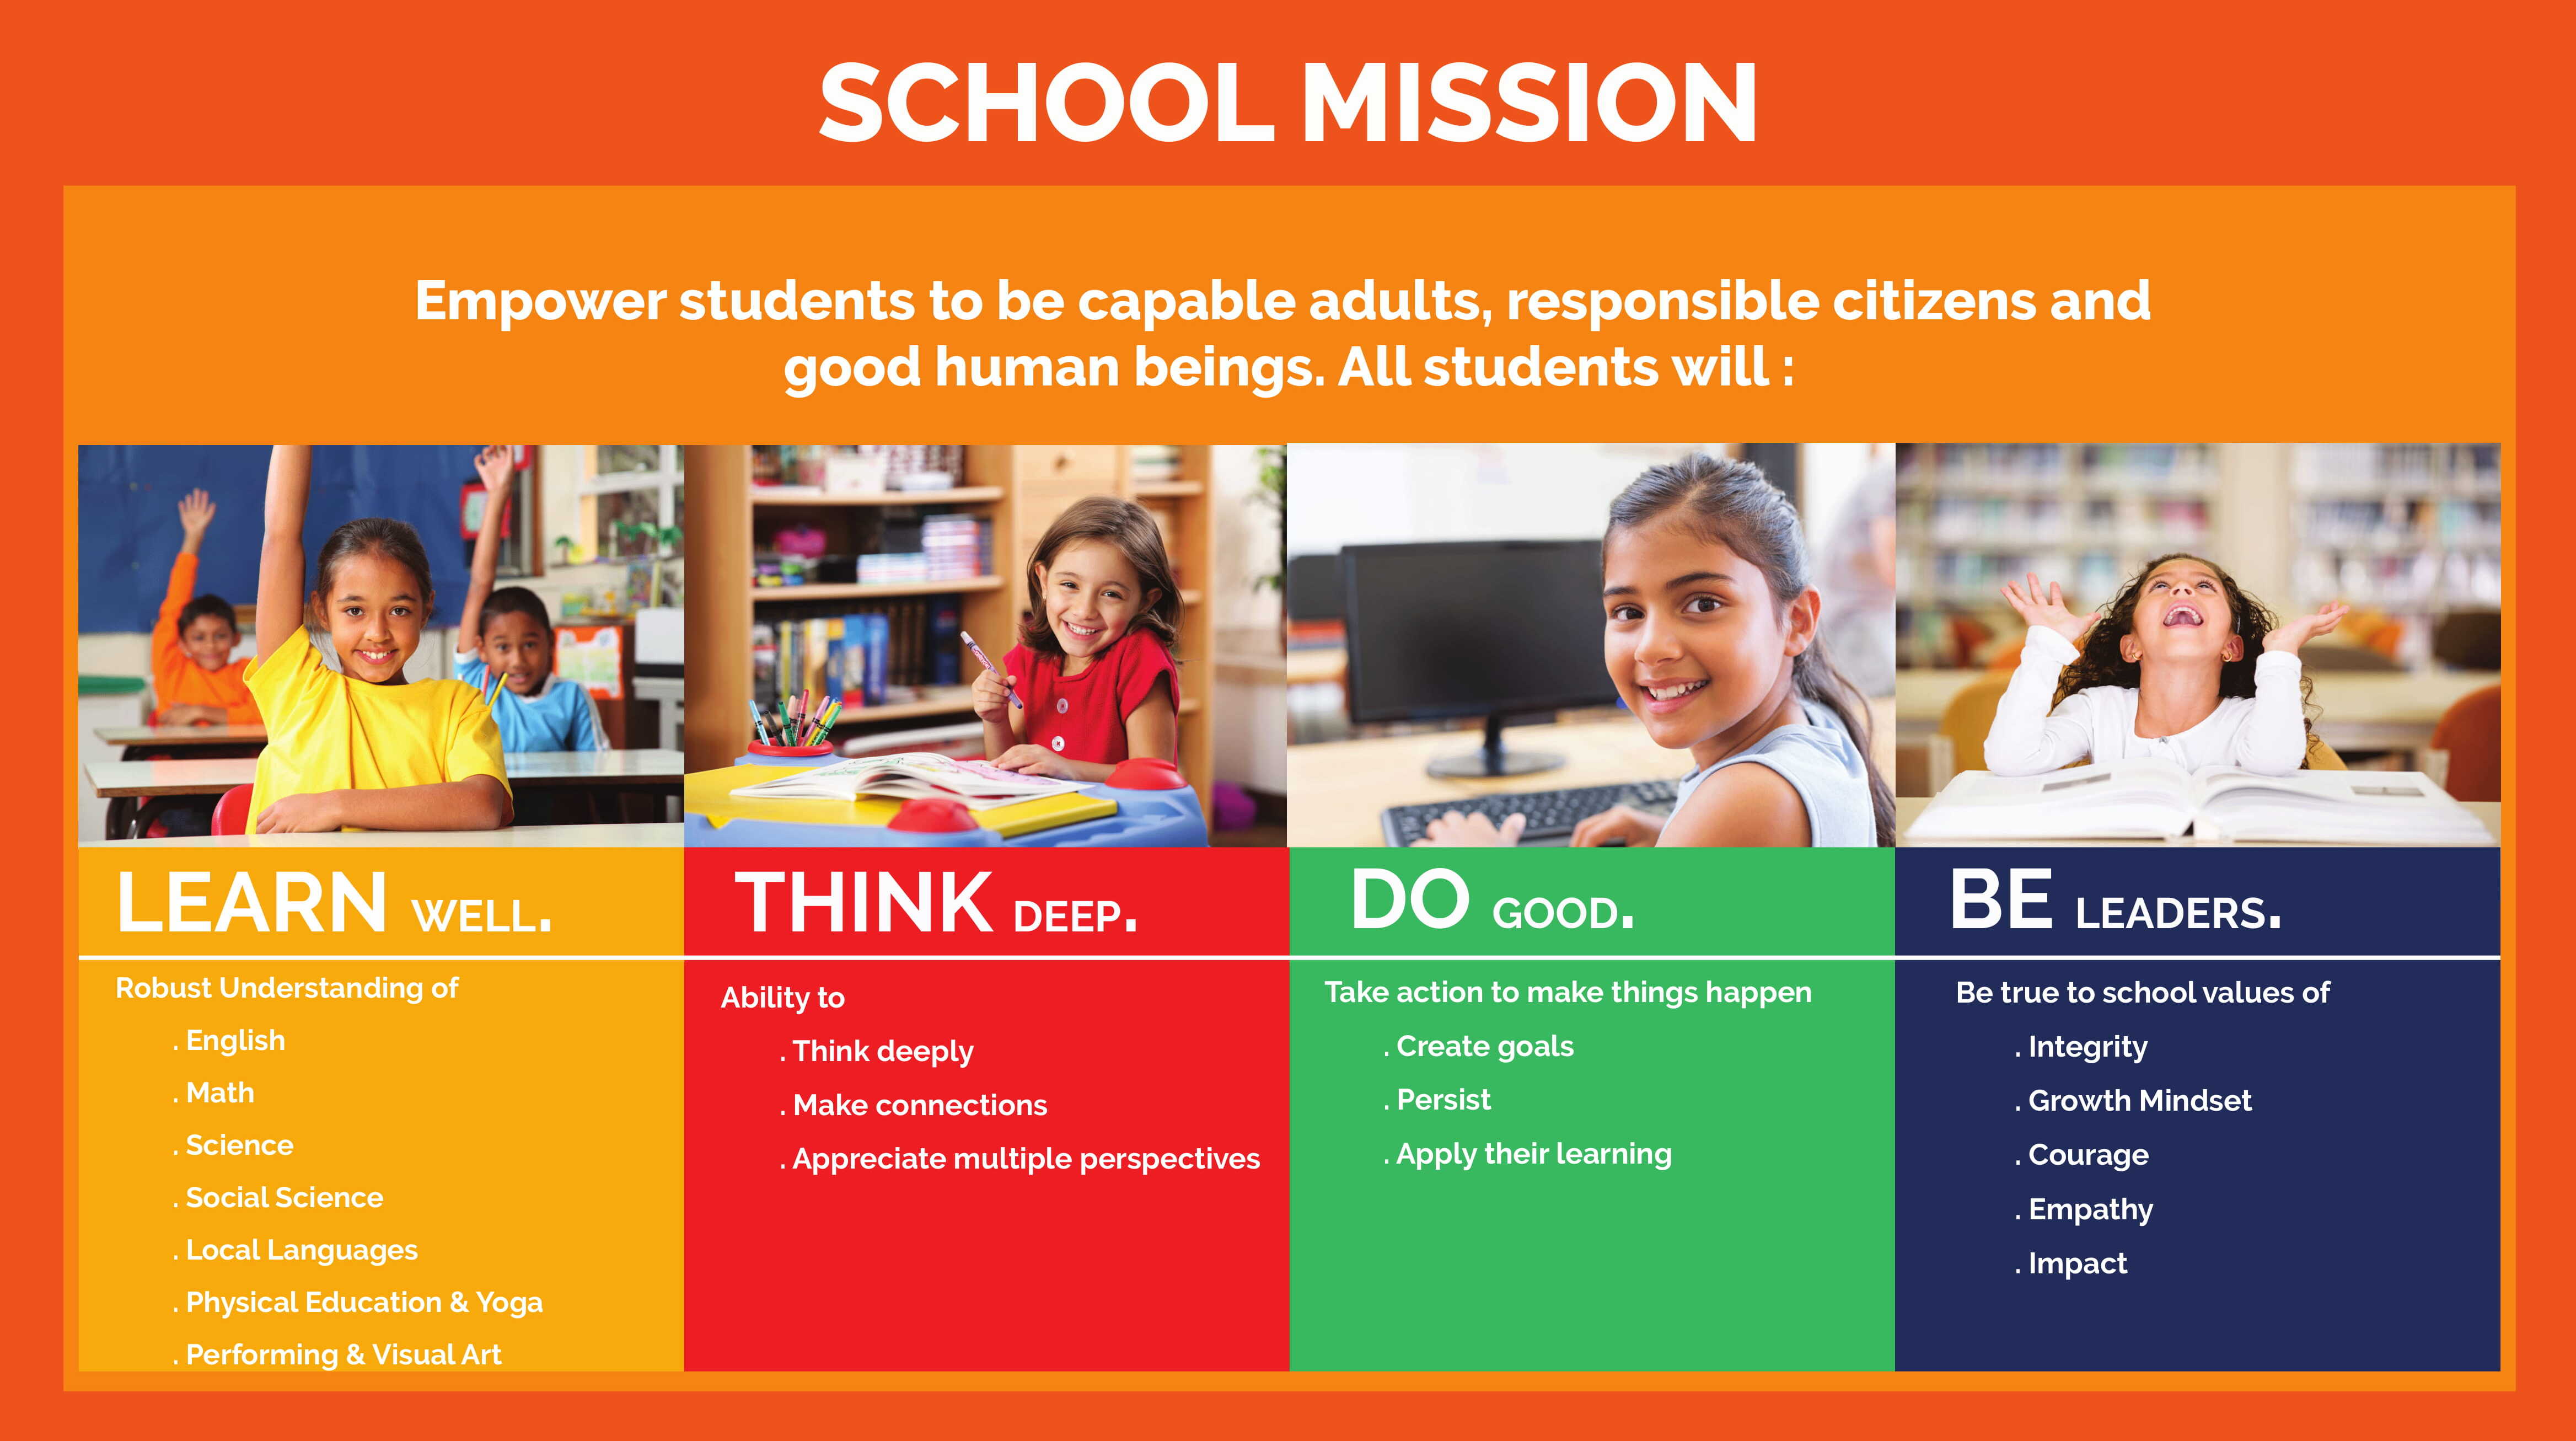 SCHOOL MISSION
Empower students to be capable adults, responsible citizens and
good human beings. All students will :
LEARN WELL.
Robust Understanding of
. English
. Math
. Science
. Social Science
. Local Languages
. Physical Education & Yoga
. Performing & Visual Art
THINK DEEP.
Ability to
. Think deeply
. Make connections
. Appreciate multiple perspectives
DO GOOD.
Take action to make things happen
. Create goals
. Persist
. Apply their learning
BE LEADERS.
Be true to school values of
. Integrity
. Growth Mindset
. Courage
. Empathy
. Impact